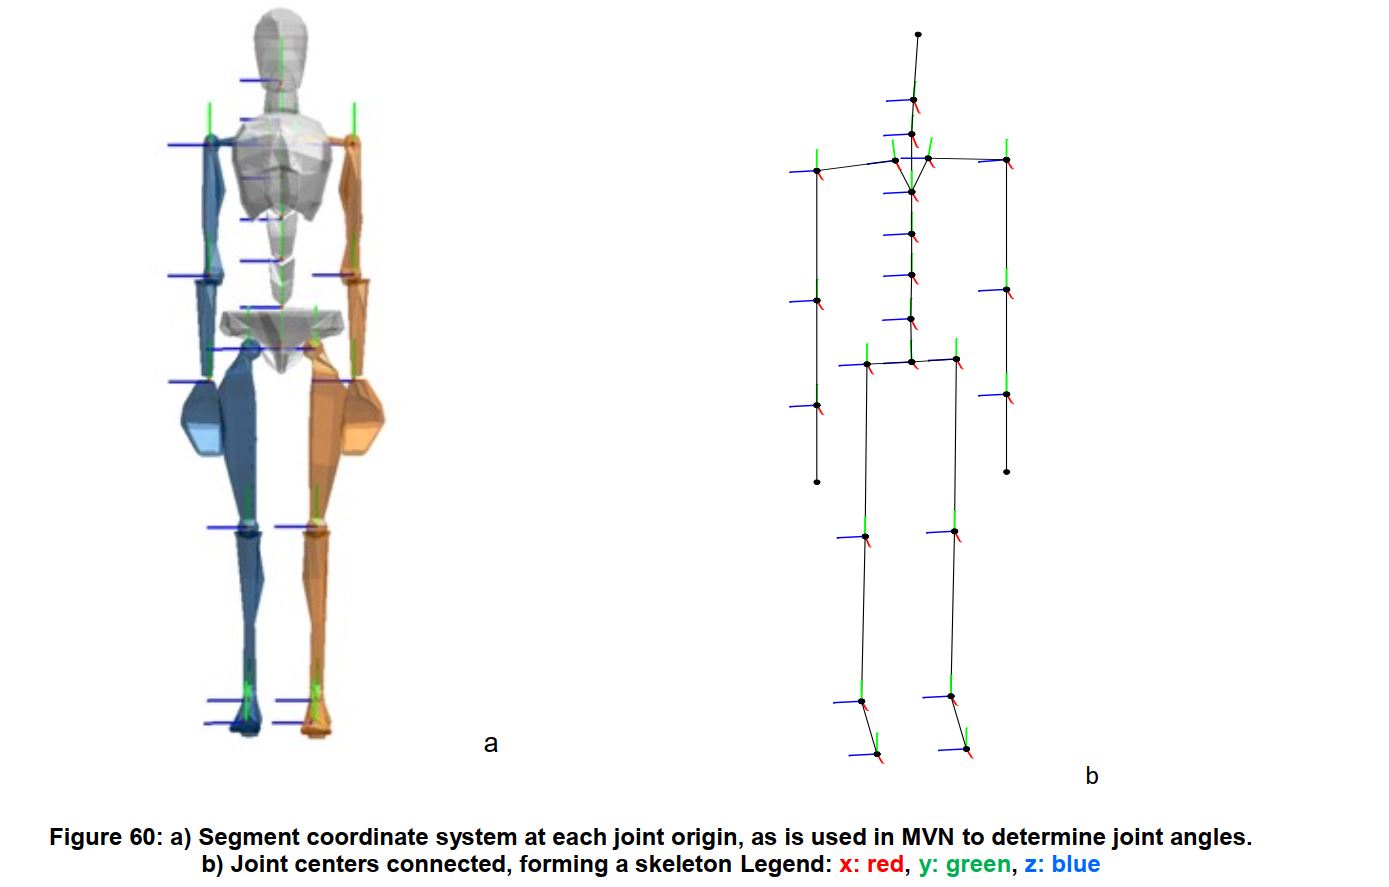 a
b
Figure 60: a) Segment coordinate system at each joint origin, as is used in MVN to determine joint angles.
b) Joint centers connected, forming a skeleton Legend: x: red, y: green, z: blue